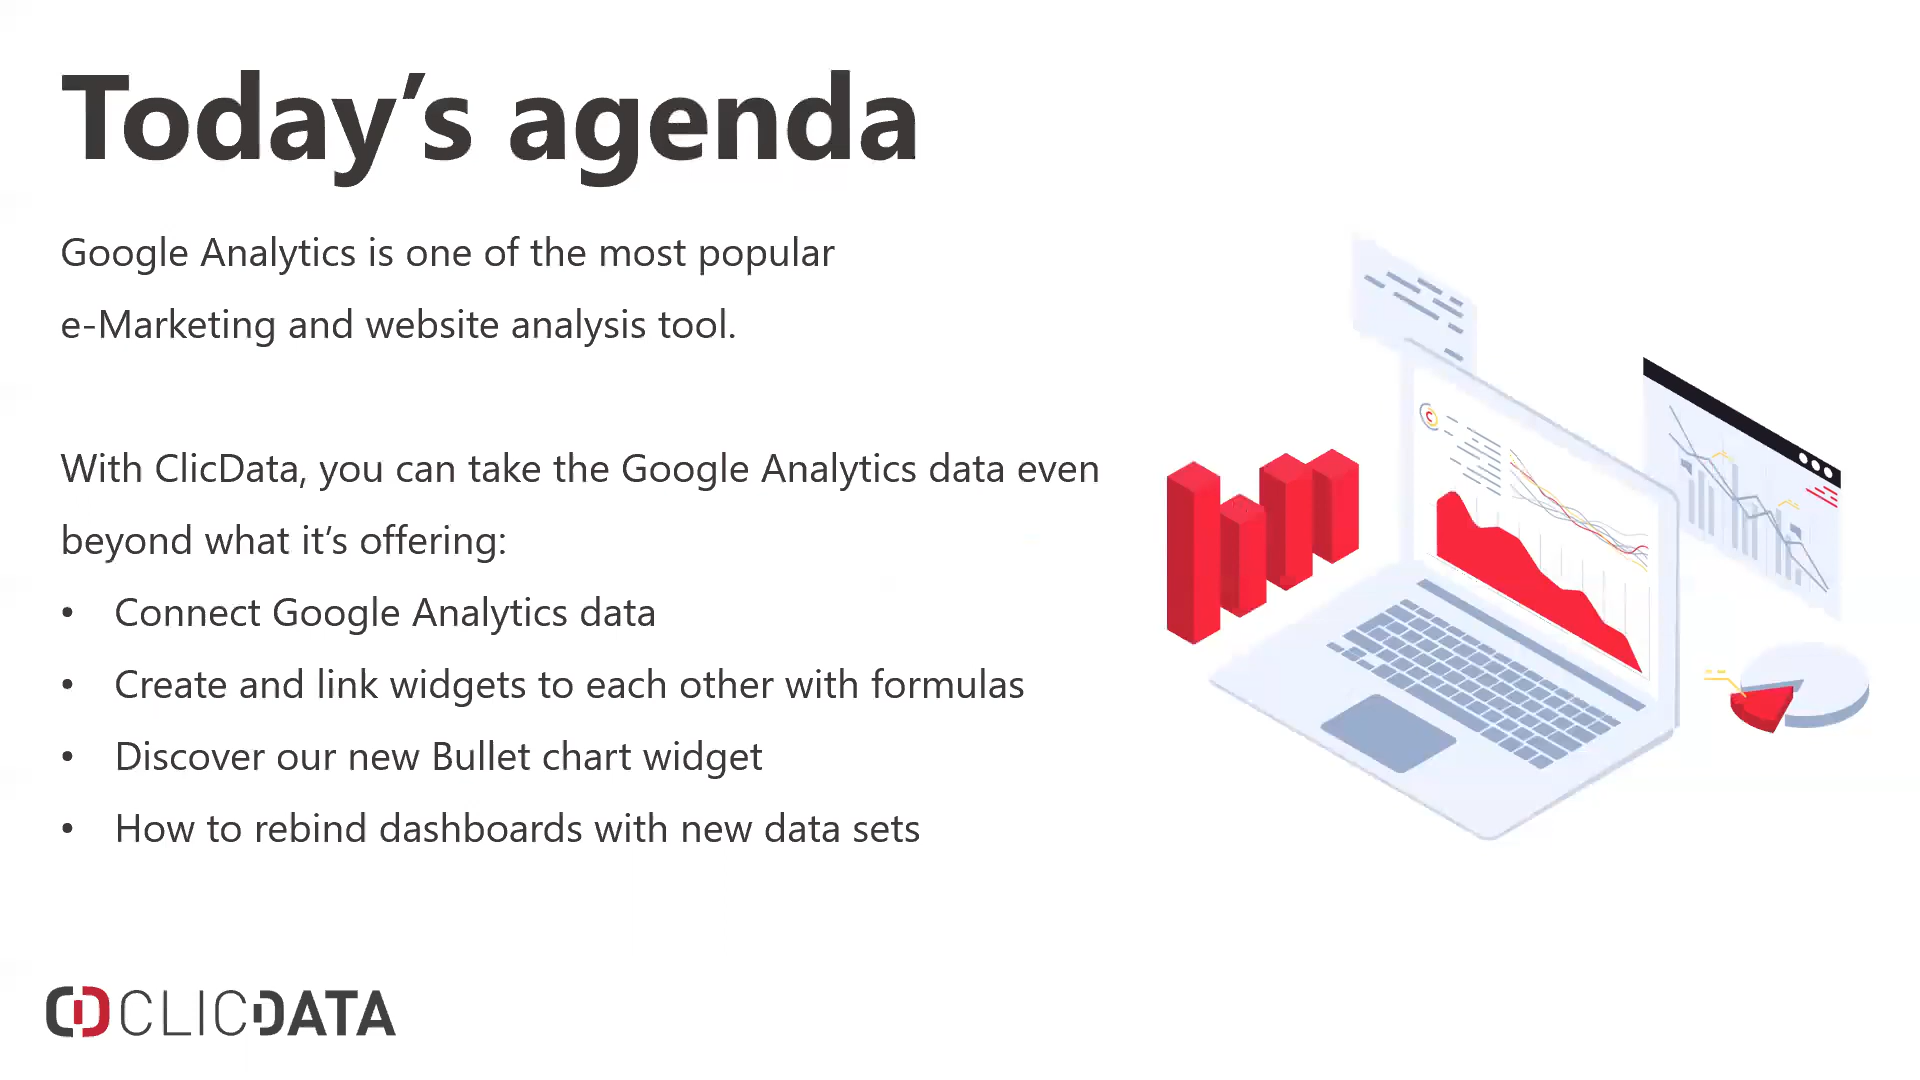 Today’s agenda
Google Analytics is one of the most popular
e-Marketing and website analysis tool.
With ClicData, you can take the Google Analytics data even
beyond what it’s offering:
• Connect Google Analytics data
• Create and link widgets to each other with formulas
• Discover our new Bullet chart widget
• How to rebind dashboards with new data sets
CLICDATA